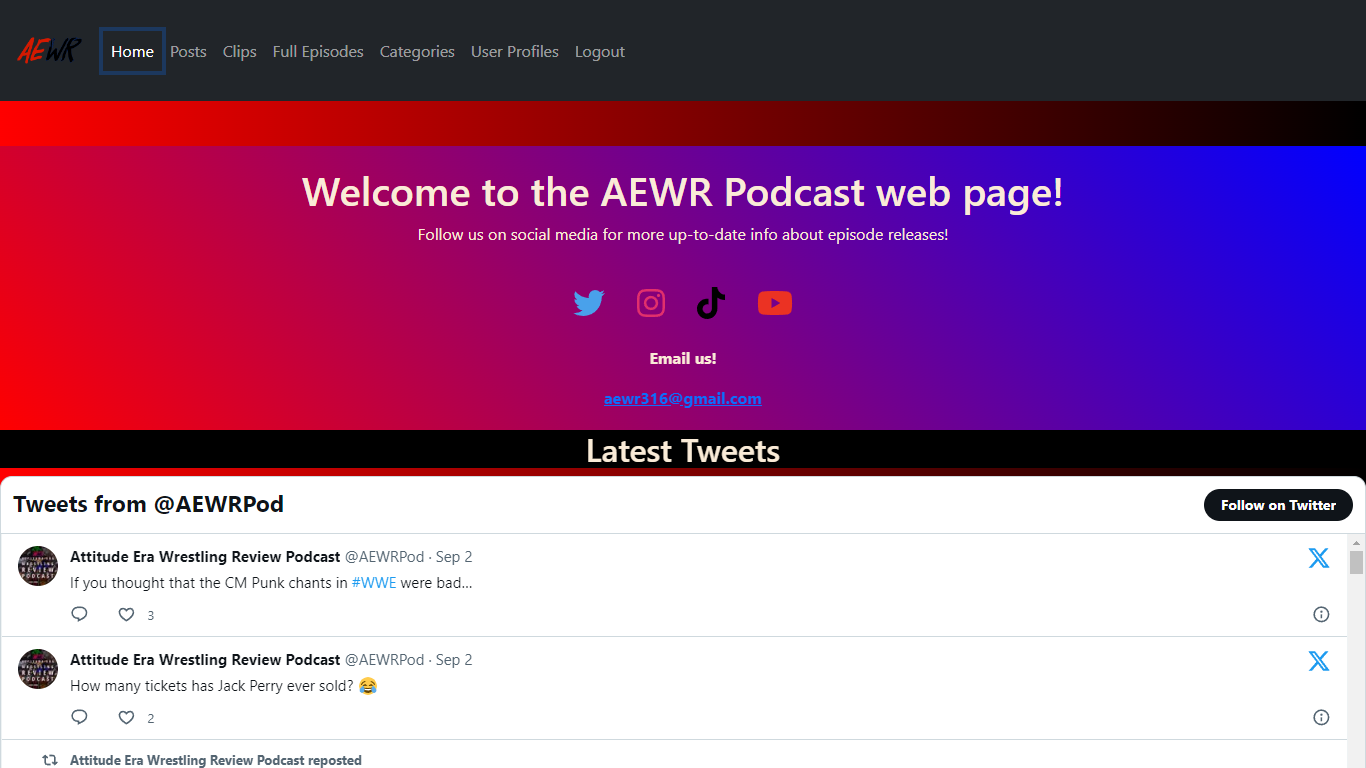 AEWR
Home Posts Clips Full Episodes Categories User Profiles Logout
Welcome to the AEWR Podcast web page!
Follow us on social media for more up-to-date info about episode releases!
Email us!
aewr316@gmail.com
Latest Tweets
Tweets from @AEWRPod
Follow on Twitter
Attitude Era Wrestling Review Podcast @AEWRPod · Sep 2
If you thought that the CM Punk chants in #WWE were bad...
3
Attitude Era Wrestling Review Podcast @AEWRPod · Sep 2
How many tickets has Jack Perry ever sold? 😂
2
Attitude Era Wrestling Review Podcast reposted